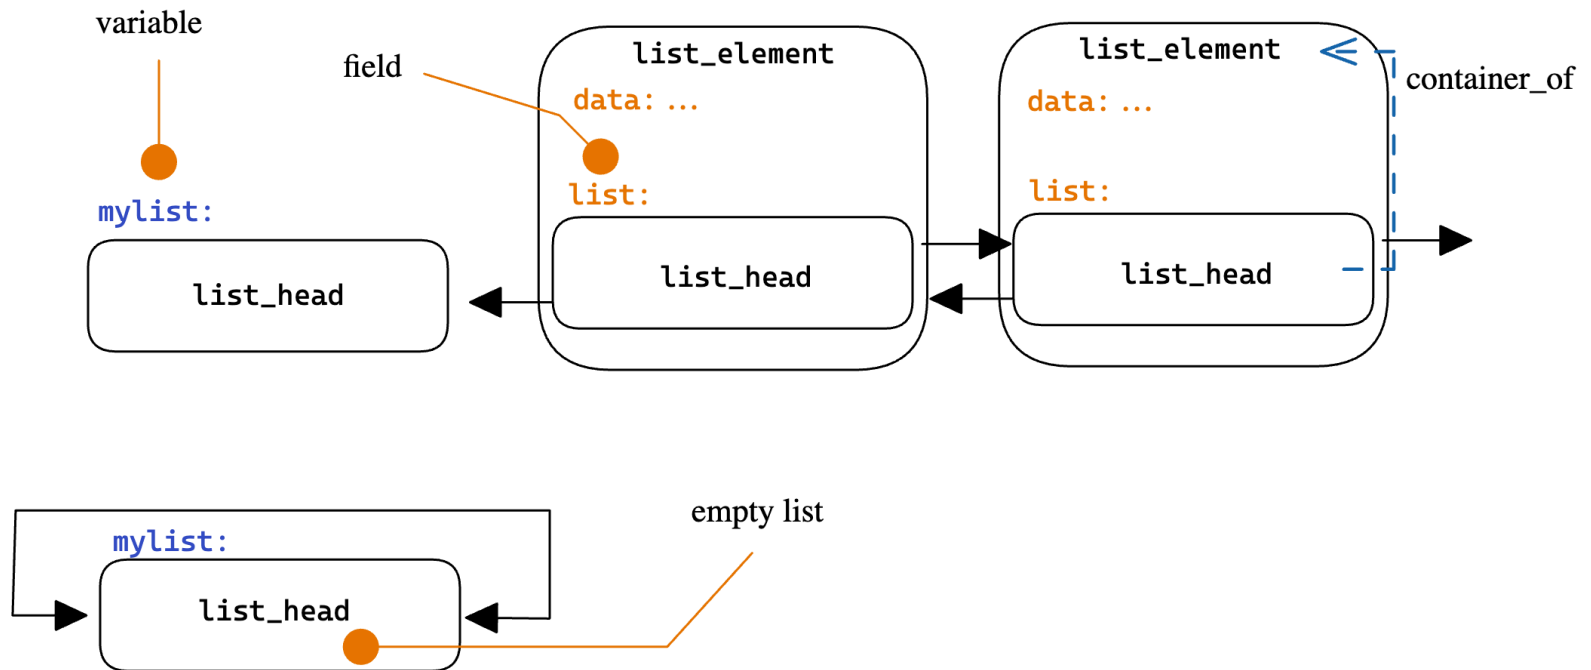 variable
field
list_element
data: ...
list:
list_head
list_element
data: ...
list:
list_head
container_of
mylist:
list_head
empty list
mylist:
list_head